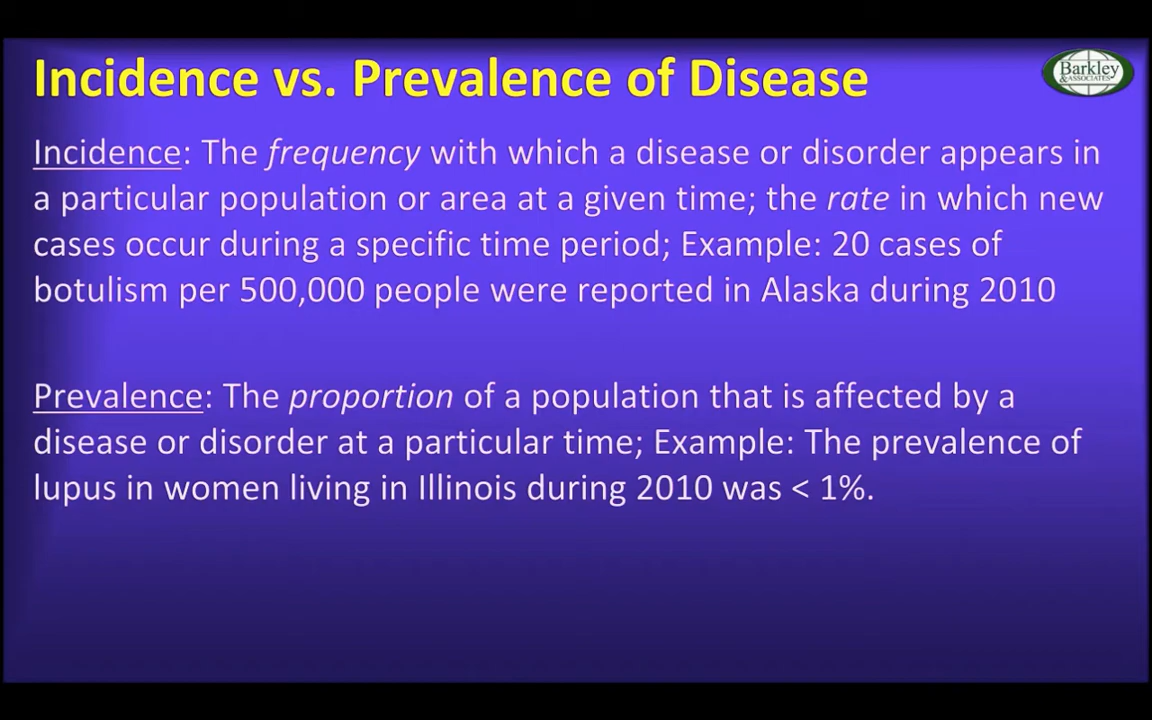 Incidence vs. Prevalence of Disease
Barkley
& ASSOCIATES
Incidence: The frequency with which a disease or disorder appears in
a particular population or area at a given time; the rate in which new
cases occur during a specific time period; Example: 20 cases of
botulism per 500,000 people were reported in Alaska during 2010
Prevalence: The proportion of a population that is affected by a
disease or disorder at a particular time; Example: The prevalence of
lupus in women living in Illinois during 2010 was < 1%.